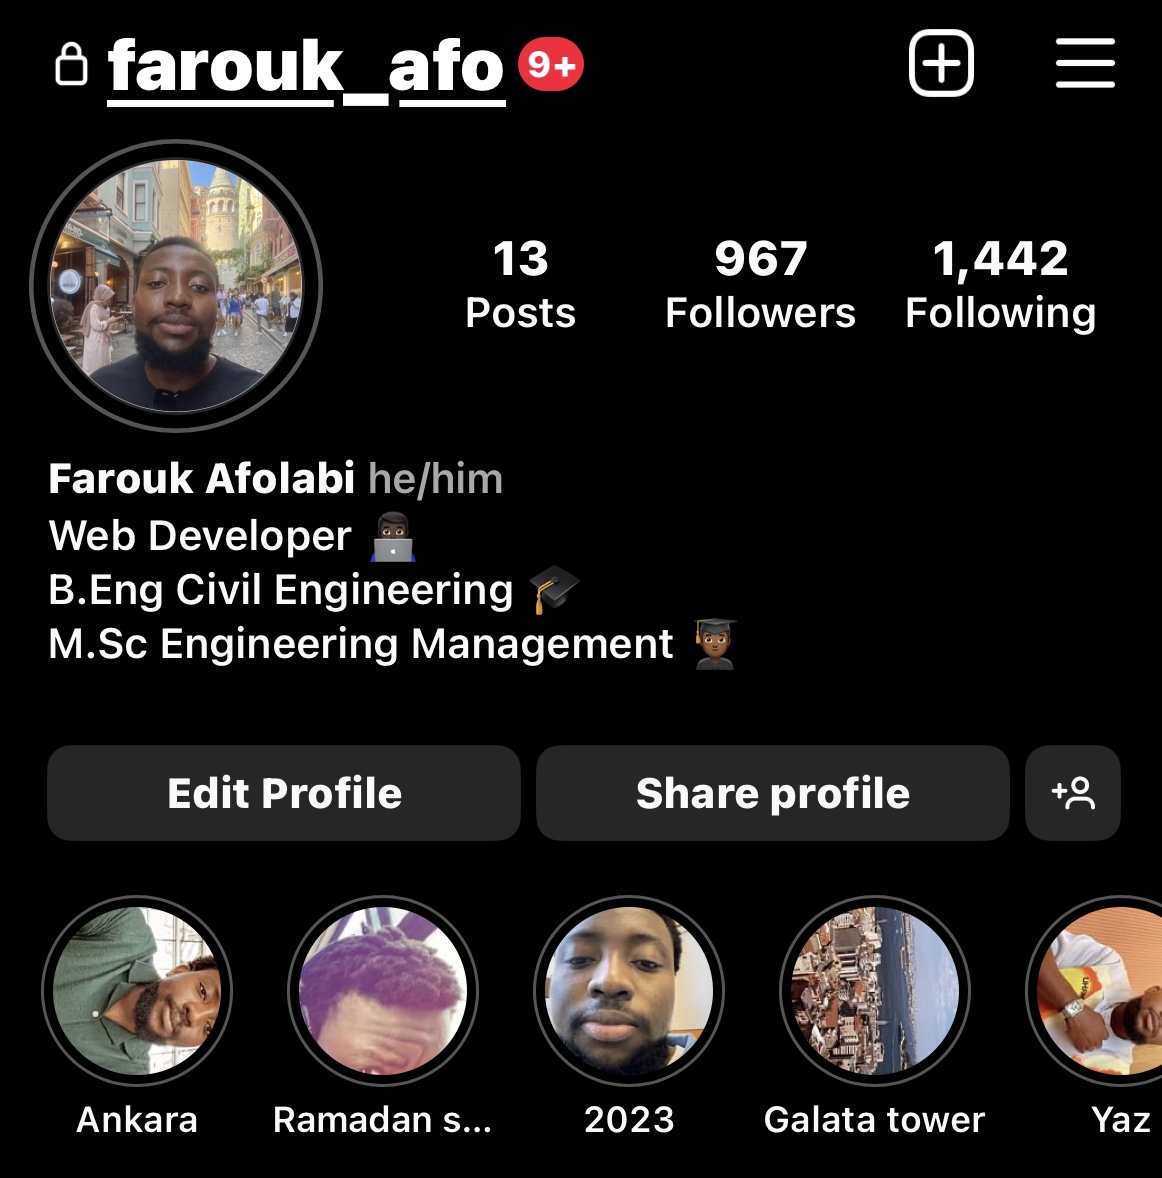 farouk_afo 9+
13 967 1,442
Posts Followers Following
Farouk Afolabi he/him
Web Developer 👨🏿‍💻
B.Eng Civil Engineering 🎓
M.Sc Engineering Management 👨🏾‍🎓
Edit Profile Share profile
Ankara Ramadan s... 2023 Galata tower Yaz